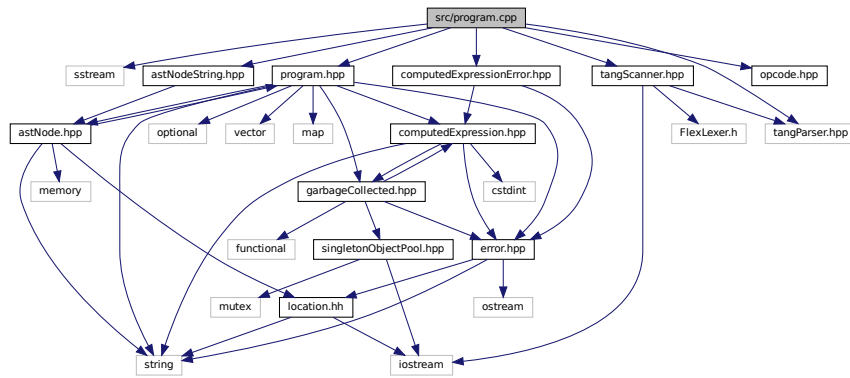 src/program.cpp
sstream
astNodeString.hpp
program.hpp
computedExpressionError.hpp
tangScanner.hpp
opcode.hpp
astNode.hpp
optional
vector
map
computedExpression.hpp
FlexLexer.h
tangParser.hpp
memory
garbageCollected.hpp
cstdint
functional
singletonObjectPool.hpp
error.hpp
mutex
location.hh
ostream
string
iostream